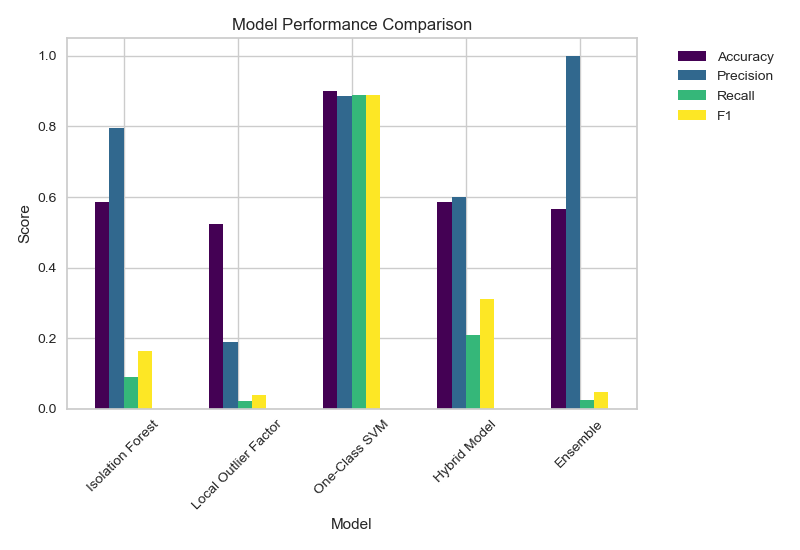 Model Performance Comparison
Accuracy
Precision
Recall
F1
Score
1.0
0.8
0.6
0.4
0.2
0.0
Isolation Forest
Local Outlier Factor
One-Class SVM
Hybrid Model
Ensemble
Model